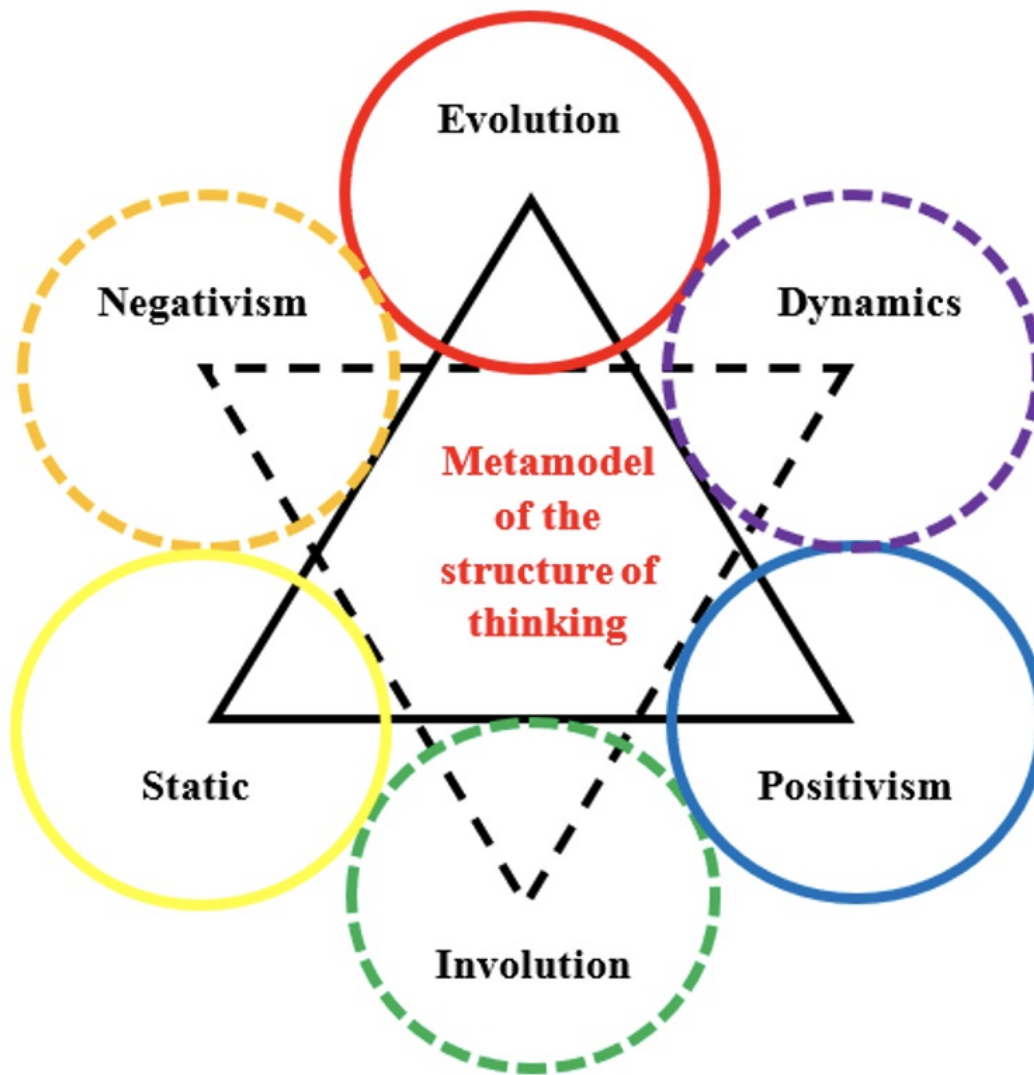 Evolution
Negativism
Dynamics
Metamodel
of the
structure of
thinking
Static
Positivism
Involution